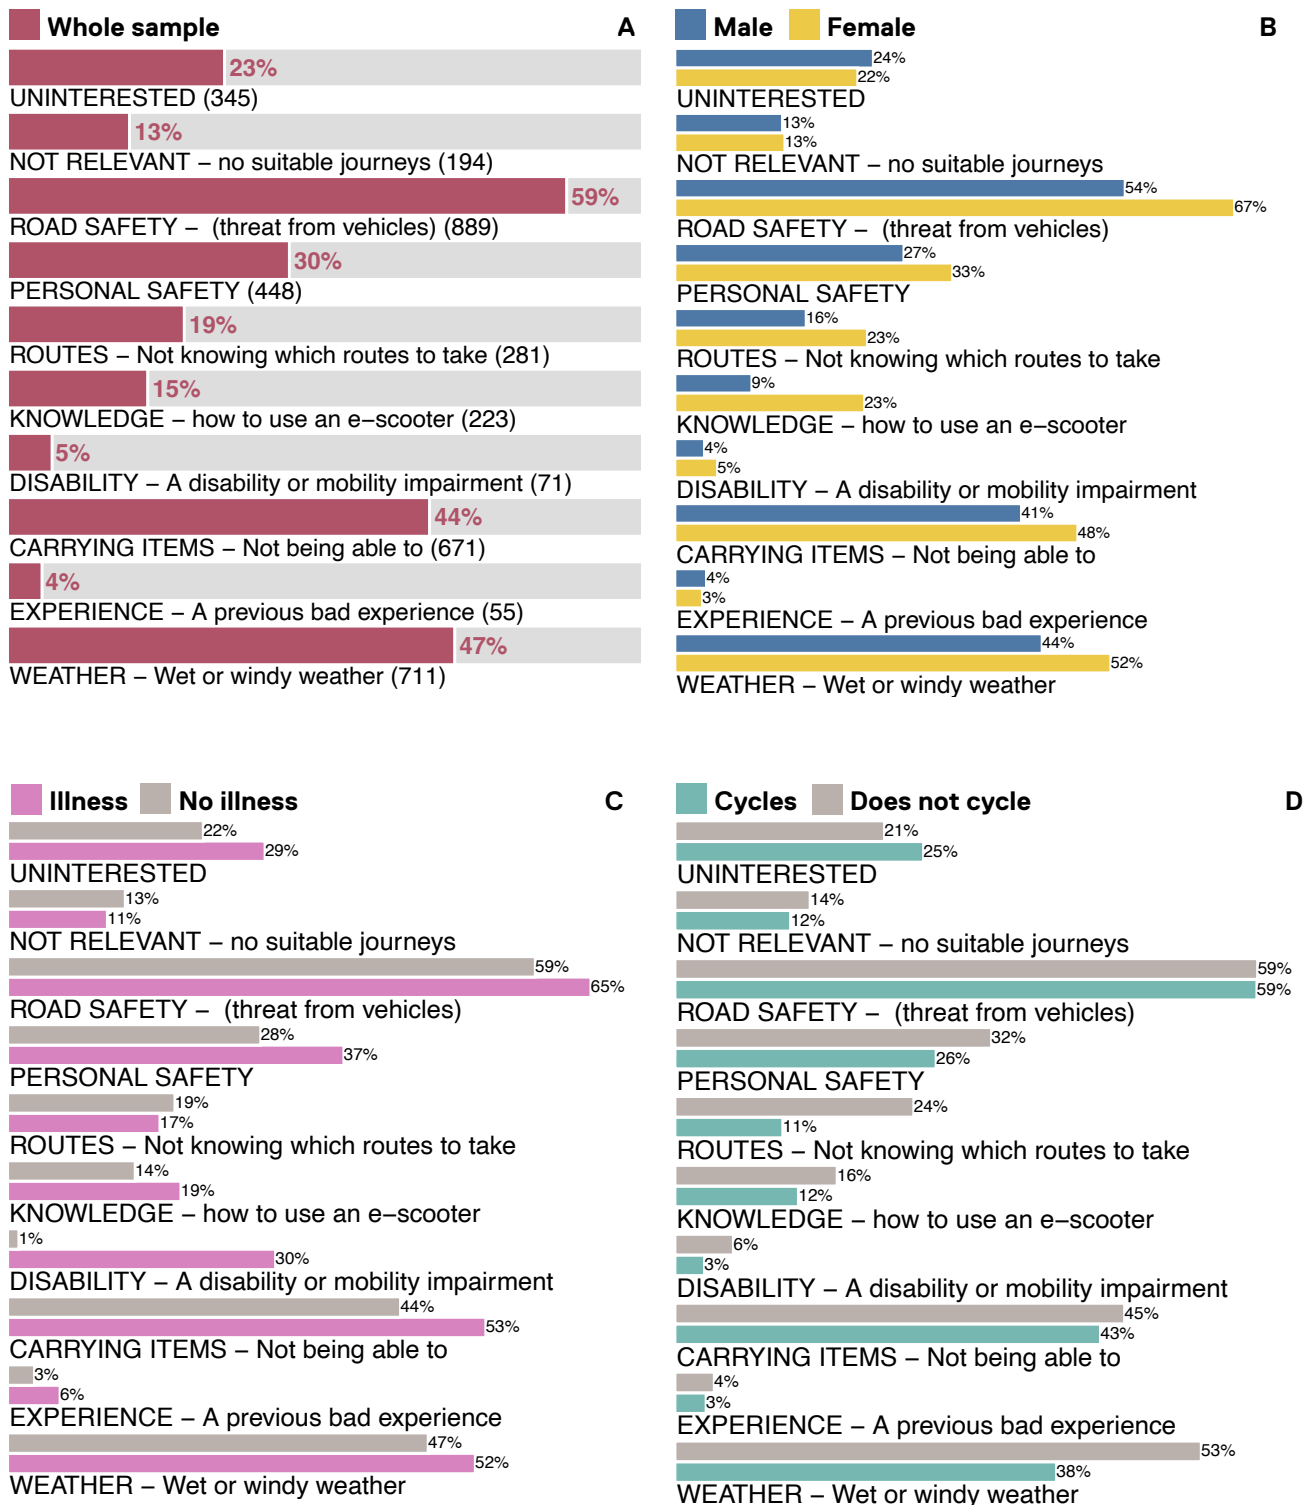 Whole sample A
23%
UNINTERESTED (345)
13%
NOT RELEVANT – no suitable journeys (194)
59%
ROAD SAFETY – (threat from vehicles) (889)
30%
PERSONAL SAFETY (448)
19%
ROUTES – Not knowing which routes to take (281)
15%
KNOWLEDGE – how to use an e–scooter (223)
5%
DISABILITY – A disability or mobility impairment (71)
44%
CARRYING ITEMS – Not being able to (671)
4%
EXPERIENCE – A previous bad experience (55)
47%
WEATHER – Wet or windy weather (711)
Male Female B
24%
22%
UNINTERESTED
13%
13%
NOT RELEVANT – no suitable journeys
54%
67%
ROAD SAFETY – (threat from vehicles)
27%
33%
PERSONAL SAFETY
16%
23%
ROUTES – Not knowing which routes to take
9%
23%
KNOWLEDGE – how to use an e–scooter
4%
5%
DISABILITY – A disability or mobility impairment
41%
48%
CARRYING ITEMS – Not being able to
4%
3%
EXPERIENCE – A previous bad experience
44%
52%
WEATHER – Wet or windy weather
Illness No illness C
22%
29%
UNINTERESTED
13%
11%
NOT RELEVANT – no suitable journeys
59%
65%
ROAD SAFETY – (threat from vehicles)
28%
37%
PERSONAL SAFETY
19%
17%
ROUTES – Not knowing which routes to take
14%
19%
KNOWLEDGE – how to use an e–scooter
1%
30%
DISABILITY – A disability or mobility impairment
44%
53%
CARRYING ITEMS – Not being able to
3%
6%
EXPERIENCE – A previous bad experience
47%
52%
WEATHER – Wet or windy weather
Cycles Does not cycle D
21%
25%
UNINTERESTED
14%
12%
NOT RELEVANT – no suitable journeys
59%
59%
ROAD SAFETY – (threat from vehicles)
32%
26%
PERSONAL SAFETY
24%
11%
ROUTES – Not knowing which routes to take
16%
12%
KNOWLEDGE – how to use an e–scooter
6%
3%
DISABILITY – A disability or mobility impairment
45%
43%
CARRYING ITEMS – Not being able to
4%
3%
EXPERIENCE – A previous bad experience
53%
38%
WEATHER – Wet or windy weather